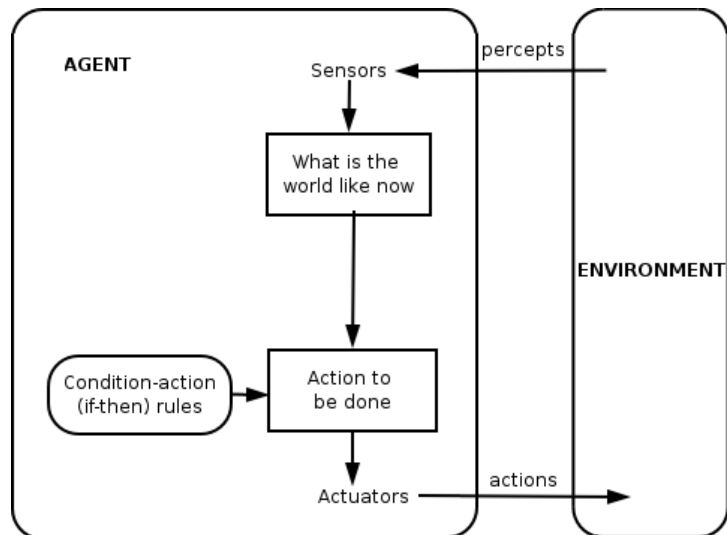 AGENT
percepts
Sensors
What is the
world like now
ENVIRONMENT
Condition-action
(if-then) rules
Action to
be done
Actuators
actions